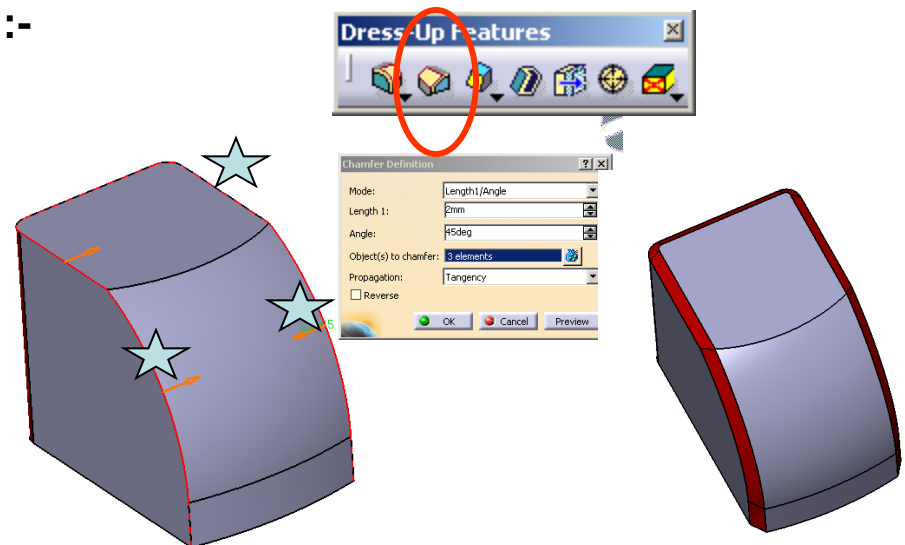 :-
Dress-Up Features
Chamfer Definition
Mode: Length1/Angle
Length 1: 2mm
Angle: 45deg
Object(s) to chamfer: 3 elements
Propagation: Tangency
Reverse
OK Cancel Preview